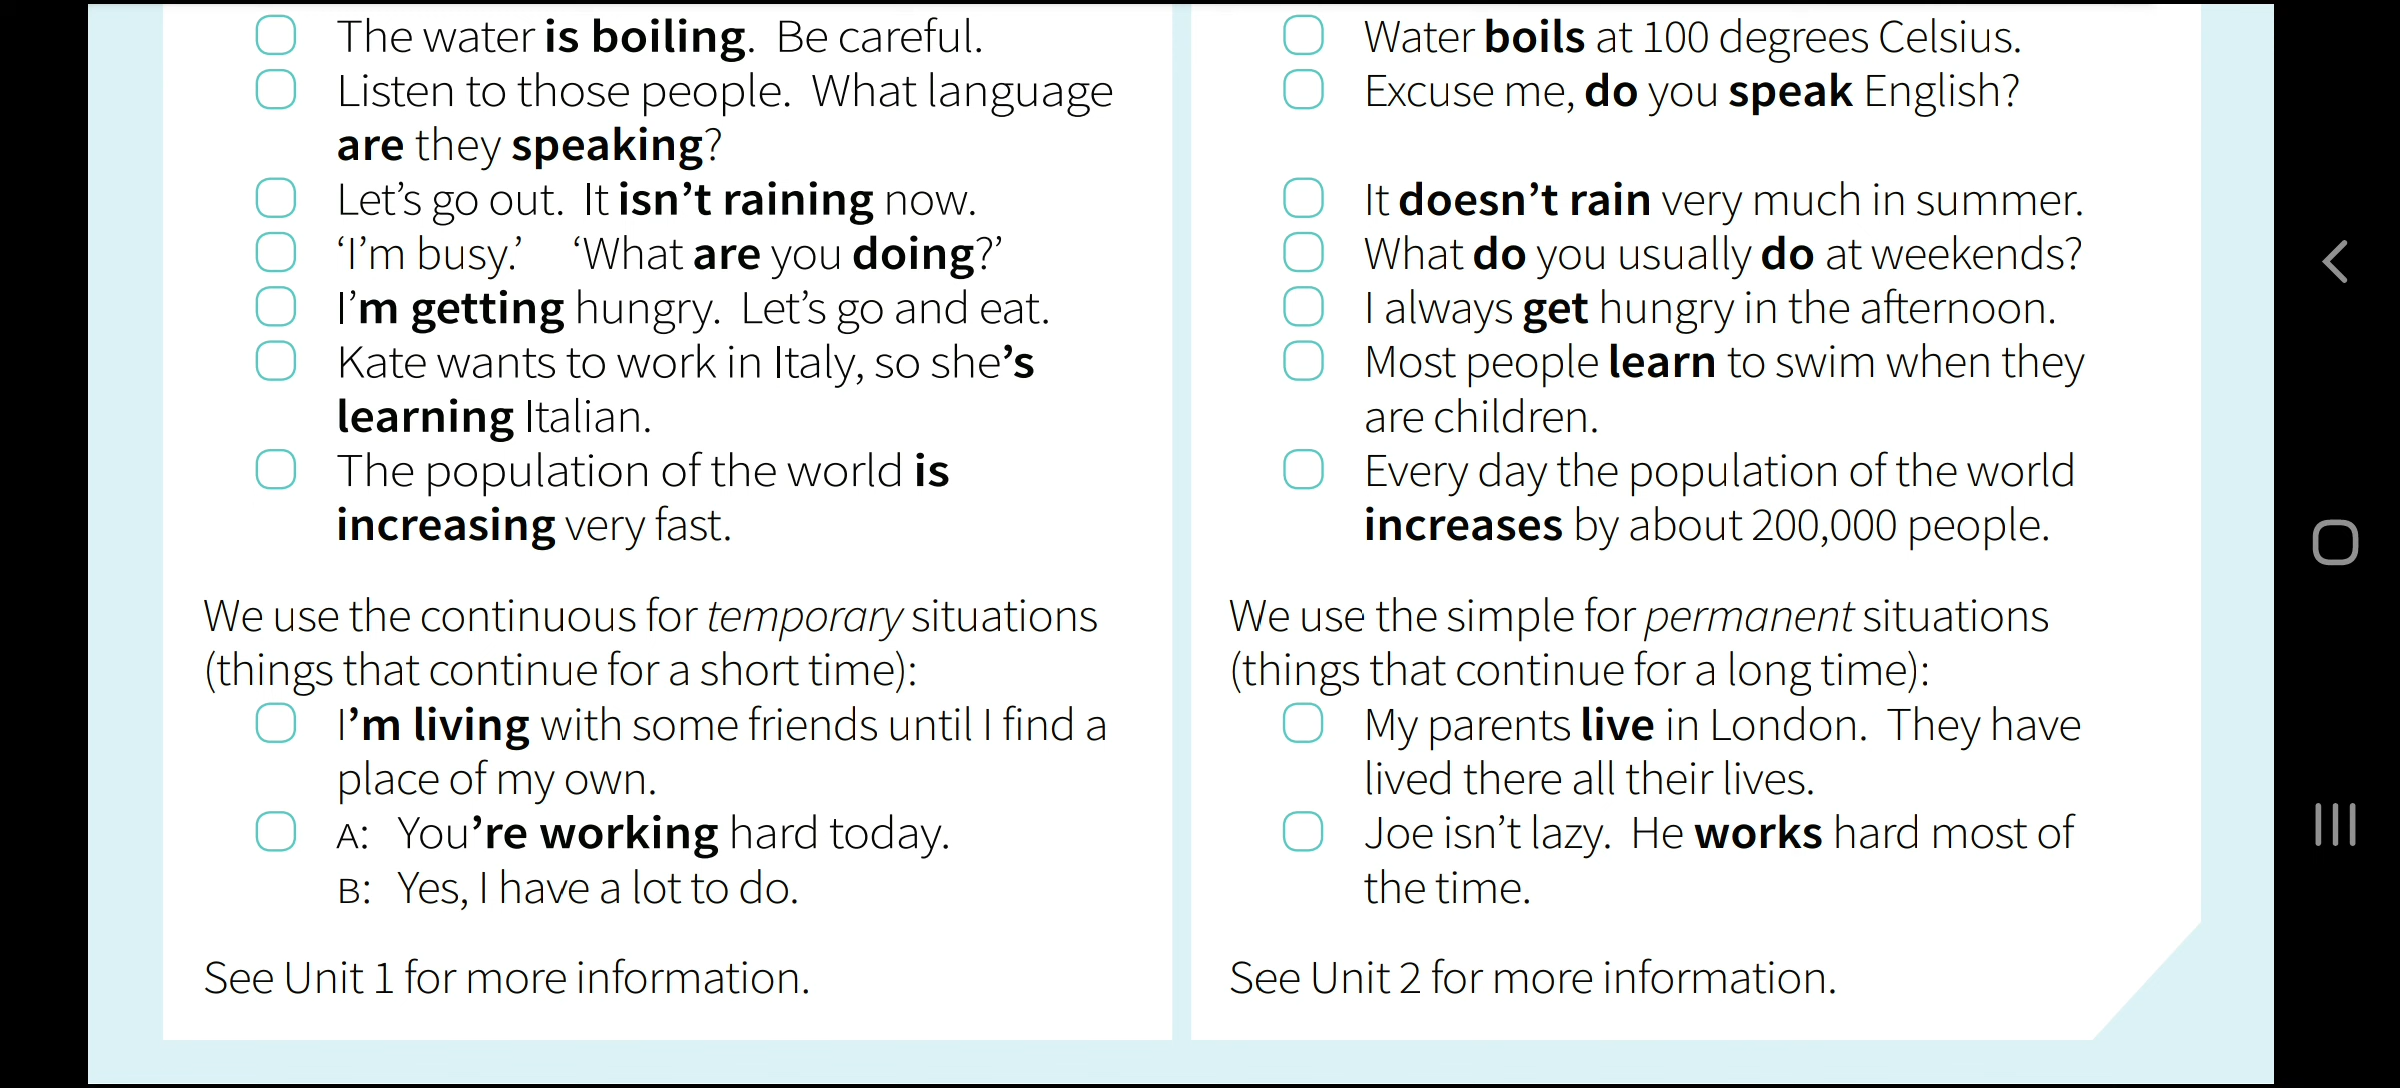 The water is boiling. Be careful.
Listen to those people. What language
are they speaking?
Let’s go out. It isn’t raining now.
‘I’m busy.’ ‘What are you doing?’
I’m getting hungry. Let’s go and eat.
Kate wants to work in Italy, so she’s
learning Italian.
The population of the world is
increasing very fast.
We use the continuous for temporary situations
(things that continue for a short time):
I’m living with some friends until I find a
place of my own.
A: You’re working hard today.
B: Yes, I have a lot to do.
See Unit 1 for more information.
Water boils at 100 degrees Celsius.
Excuse me, do you speak English?
It doesn’t rain very much in summer.
What do you usually do at weekends?
I always get hungry in the afternoon.
Most people learn to swim when they
are children.
Every day the population of the world
increases by about 200,000 people.
We use the simple for permanent situations
(things that continue for a long time):
My parents live in London. They have
lived there all their lives.
Joe isn’t lazy. He works hard most of
the time.
See Unit 2 for more information.